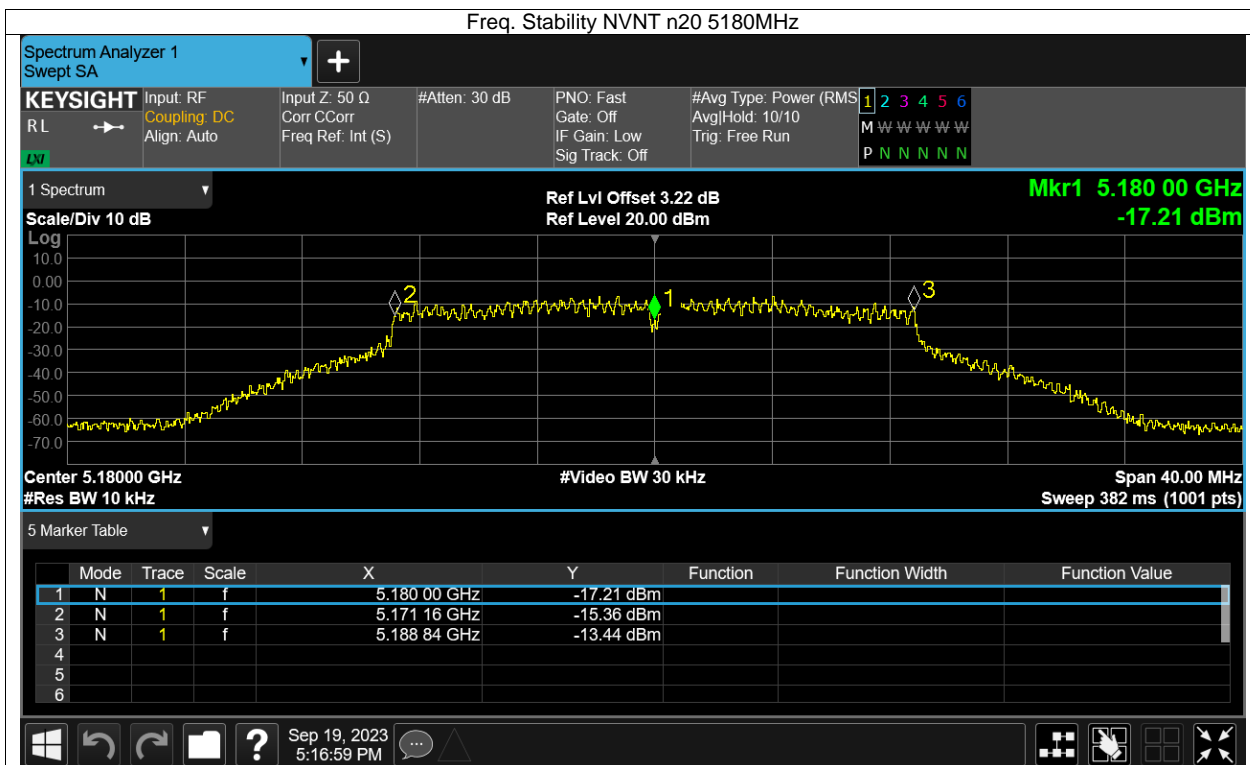 Freq. Stability NVNT n20 5180MHz
Spectrum Analyzer 1
Swept SA
KEYSIGHT Input: RF Input Z: 50 Ω #Atten: 30 dB PNO: Fast #Avg Type: Power (RMS 1 2 3 4 5 6
RL Coupling: DC Corr CCorr Gate: Off Avg|Hold: 10/10 M W W W W W
Align: Auto Freq Ref: Int (S) IF Gain: Low Trig: Free Run
LXI Sig Track: Off P N N N N N
1 Spectrum Ref Lvl Offset 3.22 dB Mkr1 5.180 00 GHz
Scale/Div 10 dB Ref Level 20.00 dBm -17.21 dBm
Log
10.0
0.00
2 1 3
-10.0
-20.0
-30.0
-40.0
-50.0
-60.0
-70.0
Center 5.18000 GHz #Video BW 30 kHz Span 40.00 MHz
#Res BW 10 kHz Sweep 382 ms (1001 pts)
5 Marker Table
Mode Trace Scale X Y Function Function Width Function Value
1 N 1 f 5.180 00 GHz -17.21 dBm
2 N 1 f 5.171 16 GHz -15.36 dBm
3 N 1 f 5.188 84 GHz -13.44 dBm
4
5
6
? Sep 19, 2023
5:16:59 PM